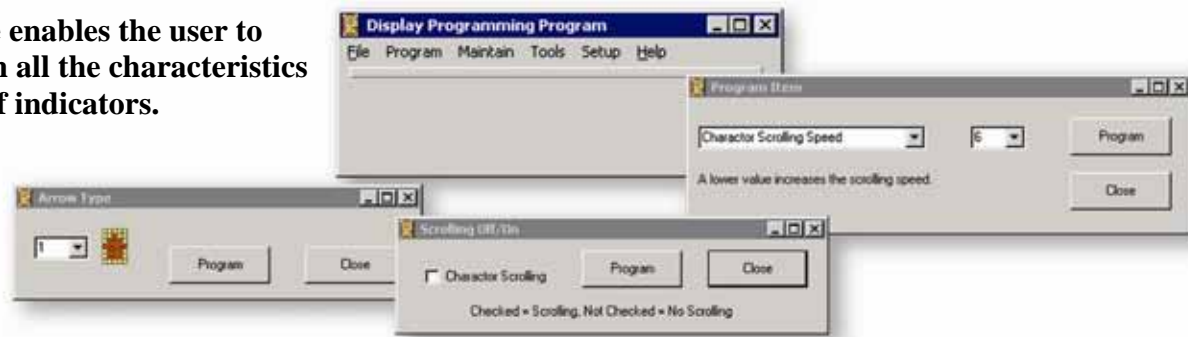 enables the user to
all the characteristics
indicators.
Display Programming Program
File Program Maintain Tools Setup Help
Program Item
Charactor Scrolling Speed 6 Program
A lower value increases the scrolling speed.
Close
Arrow Type
1 Program Close
Scrolling Off/On
Charactor Scrolling Program Close
Checked = Scrolling, Not Checked = No Scrolling